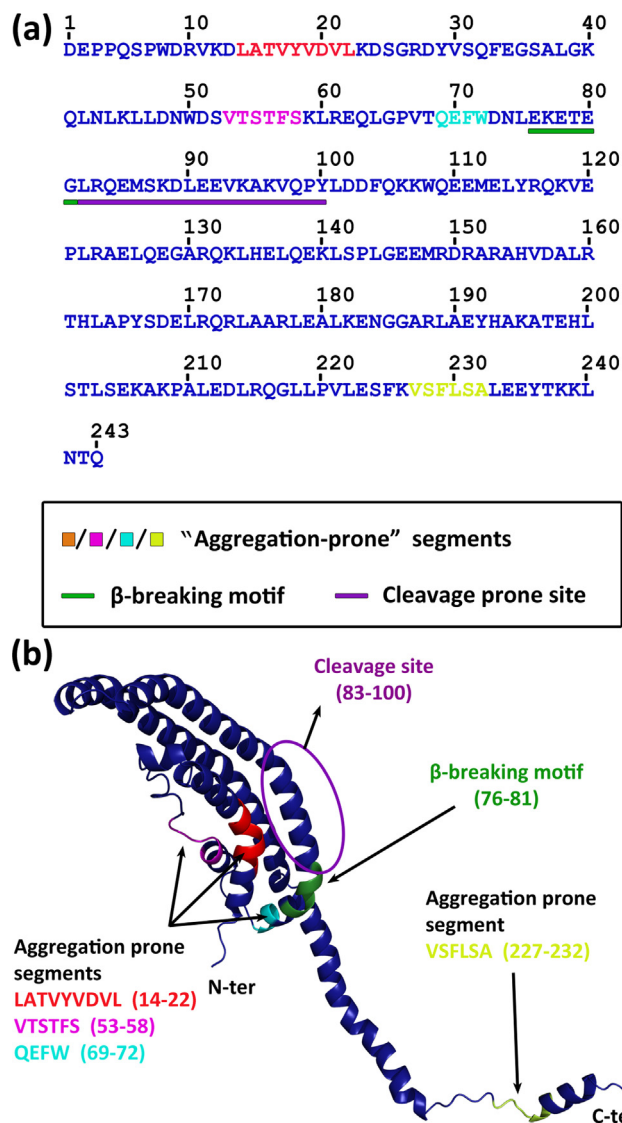 (a)
1 10 20 30 40
DEPPQSPWDRVKDLATVYVDVLKDSGRDYVSQFEGSALGK
50 60 70 80
QLNLKLLDNWDSVTSTFSKLREQLGPVTQEFWDNLEKETE
90 100 110 120
GLRQEMSKDLEEVKAKVQPYLDDFQKKWQEEMELYRQKVE
130 140 150 160
PLRAELQEGARQKLHELQEKLSPLGEEMRDRARAHVDALR
170 180 190 200
THLAPYSDELRQRLAARLEALKENGGARLAEYHAKATEHL
210 220 230 240
STLSEKAKPALEDLRQGLLPVLESFKVSFLSALEEYTKKL
243
NTQ
/ / / “Aggregation-prone” segments
β-breaking motif Cleavage prone site
(b)
Cleavage site
(83-100)
β-breaking motif
(76-81)
Aggregation prone
segment
VSFLSA (227-232)
Aggregation prone
segments
LATVYVDVL (14-22)
VTSTFS (53-58)
QEFW (69-72)
N-ter
C-te